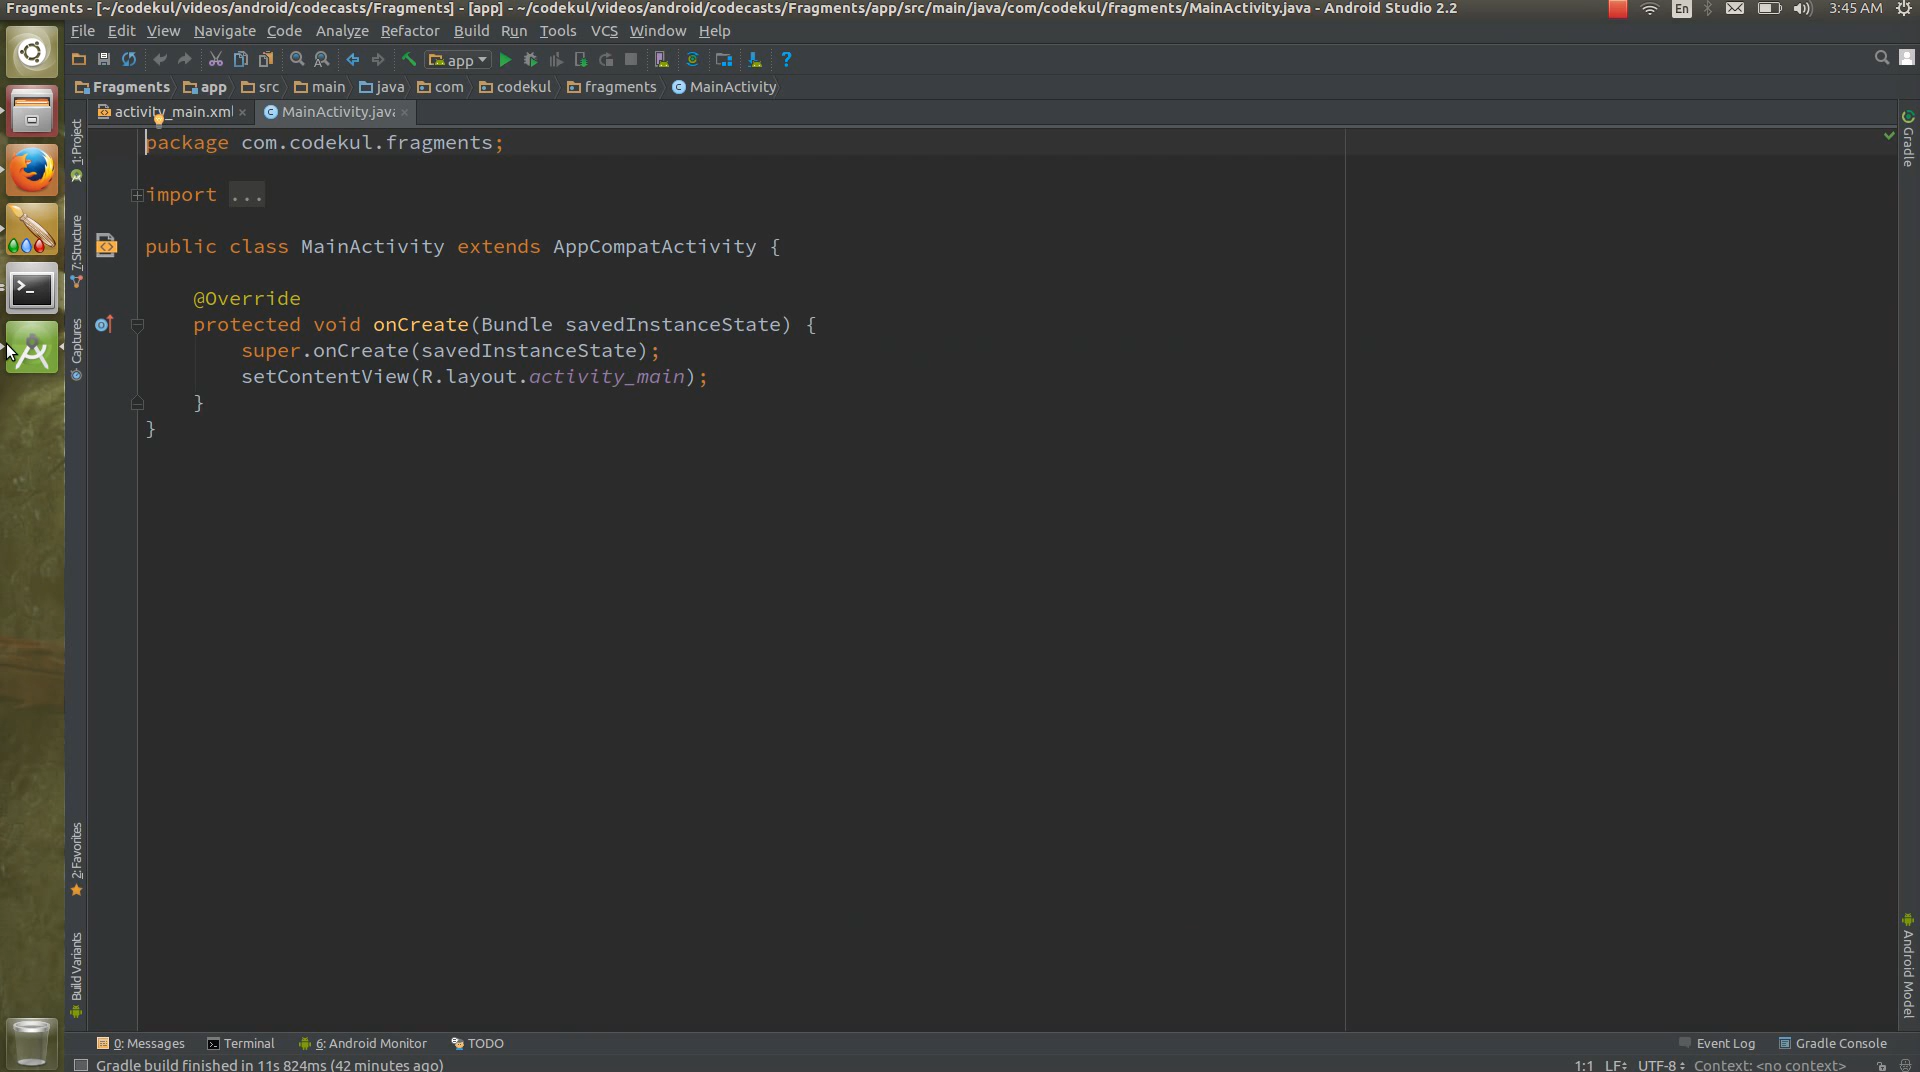 Fragments - [~/codekul/videos/android/codecasts/Fragments] - [app] - ~/codekul/videos/android/codecasts/Fragments/app/src/main/java/com/codekul/fragments/MainActivity.java - Android Studio 2.2
En
3:45 AM
File Edit View Navigate Code Analyze Refactor Build Run Tools VCS Window Help
app
Fragments app src main java com codekul fragments MainActivity
activity_main.xml MainActivity.java
package com.codekul.fragments;
import ...
public class MainActivity extends AppCompatActivity {
@Override
protected void onCreate(Bundle savedInstanceState) {
super.onCreate(savedInstanceState);
setContentView(R.layout.activity_main);
}
}
1: Project
7: Structure
Captures
2: Favorites
Build Variants
Gradle
Android Model
0: Messages Terminal 6: Android Monitor TODO Event Log Gradle Console
Gradle build finished in 11s 824ms (42 minutes ago) 1:1 LF UTF-8 Context: <no context>